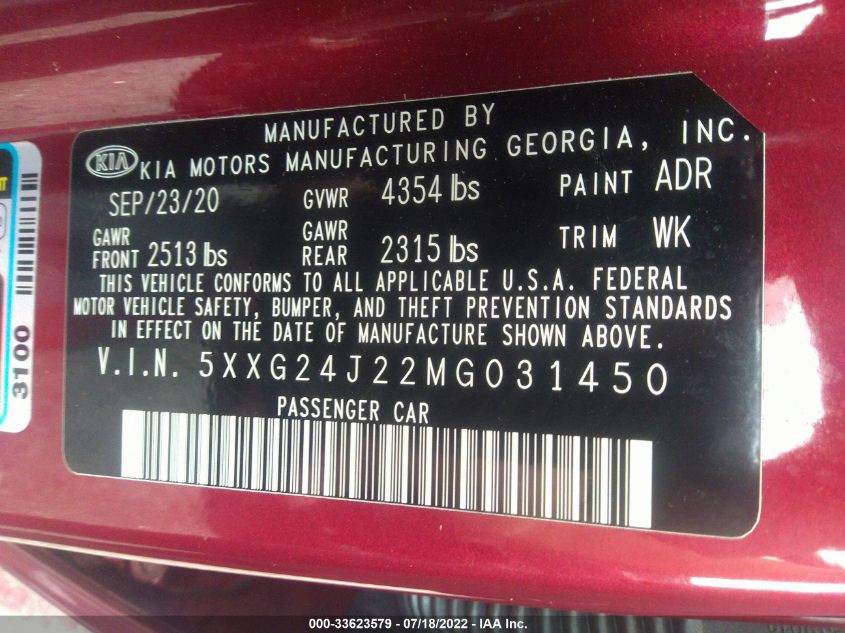 MANUFACTURED BY
KIA KIA MOTORS MANUFACTURING GEORGIA, INC.
SEP/23/20 GVWR 4354 lbs PAINT ADR
GAWR FRONT 2513 lbs GAWR REAR 2315 lbs TRIM WK
THIS VEHICLE CONFORMS TO ALL APPLICABLE U.S.A. FEDERAL
MOTOR VEHICLE SAFETY, BUMPER, AND THEFT PREVENTION STANDARDS
IN EFFECT ON THE DATE OF MANUFACTURE SHOWN ABOVE.
V.I.N. 5XXG24J22MG031450
PASSENGER CAR
3100
000-33623579 - 07/18/2022 - IAA Inc.